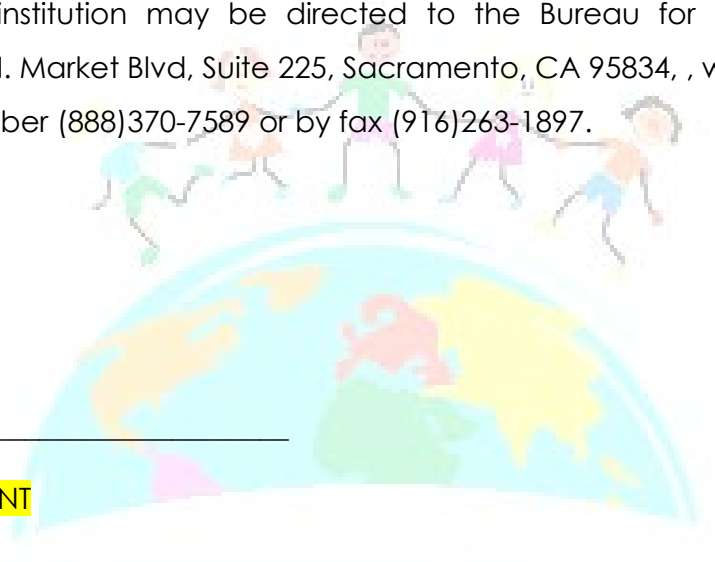 institution may be directed to the Bureau for
. Market Blvd, Suite 225, Sacramento, CA 95834, , w
ber (888)370-7589 or by fax (916)263-1897.
NT